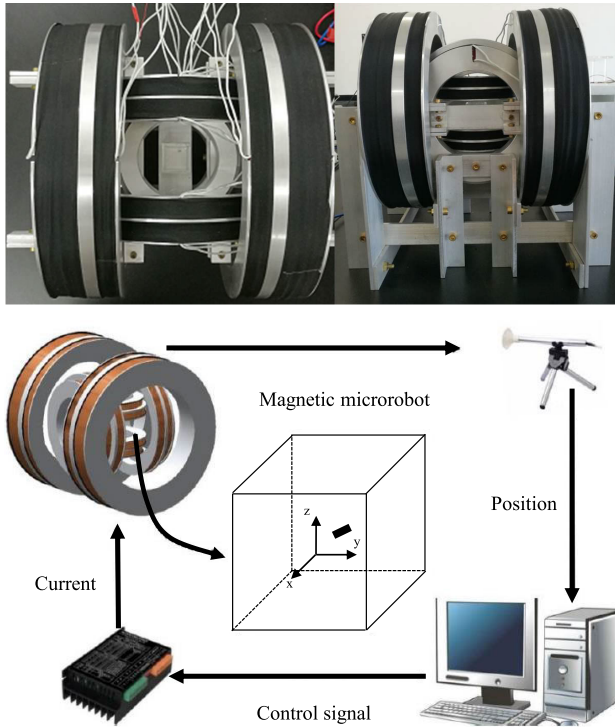 Magnetic microrobot
z
y
x
Position
Current
Control signal